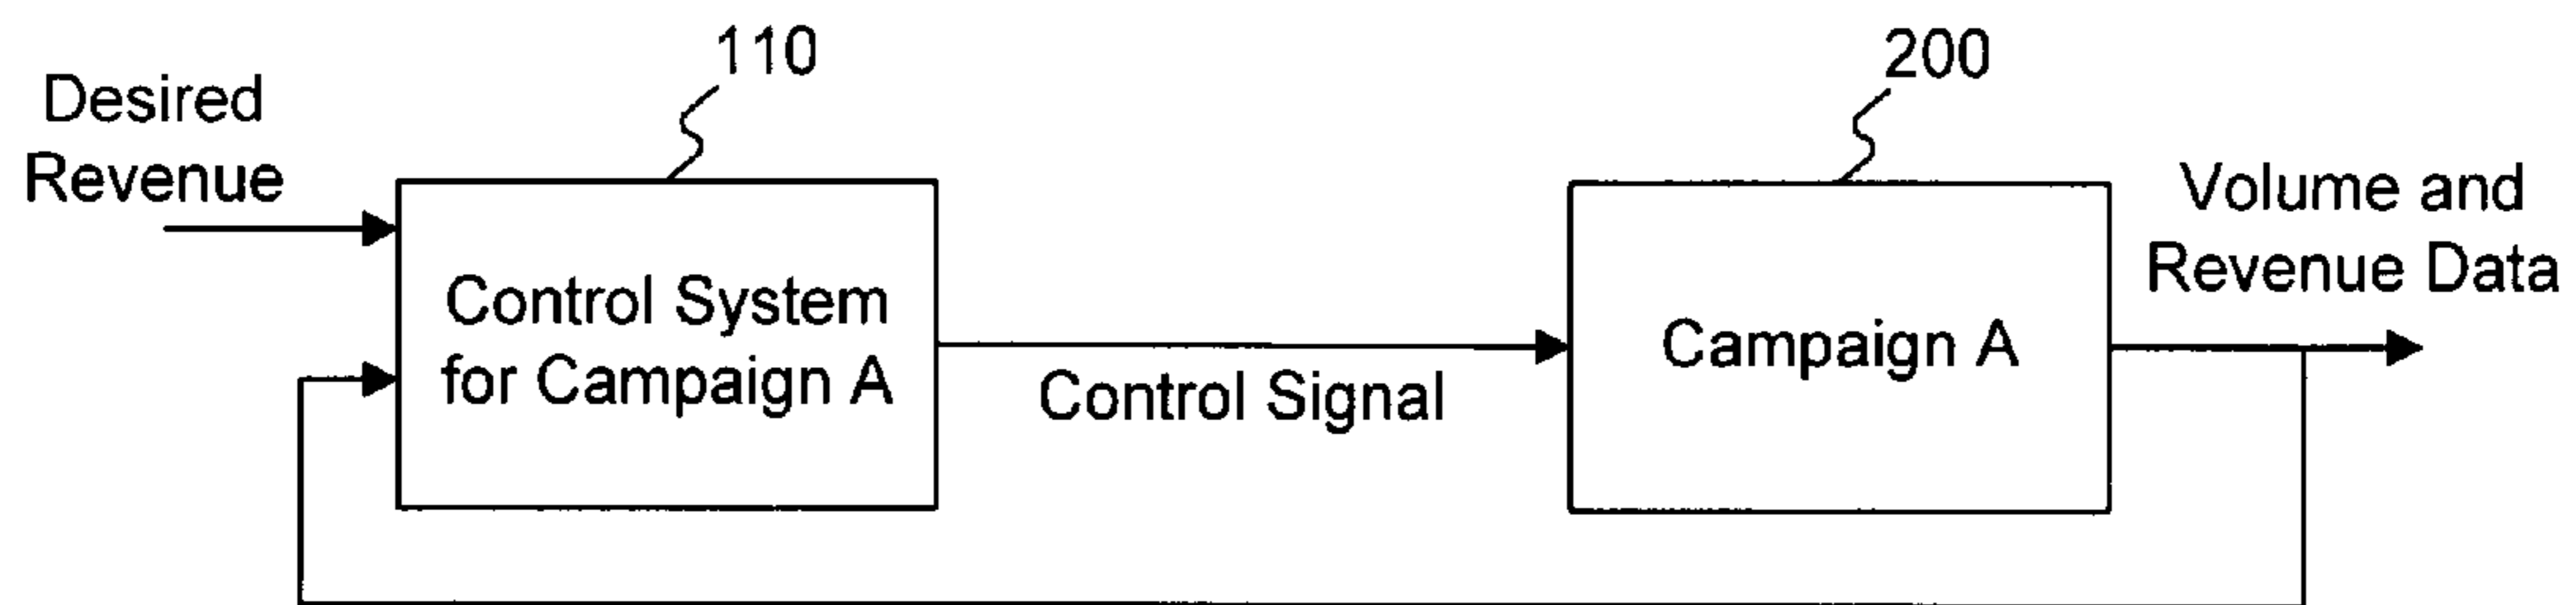 110
200
Desired
Revenue
Control System
for Campaign A
Control Signal
Campaign A
Volume and
Revenue Data